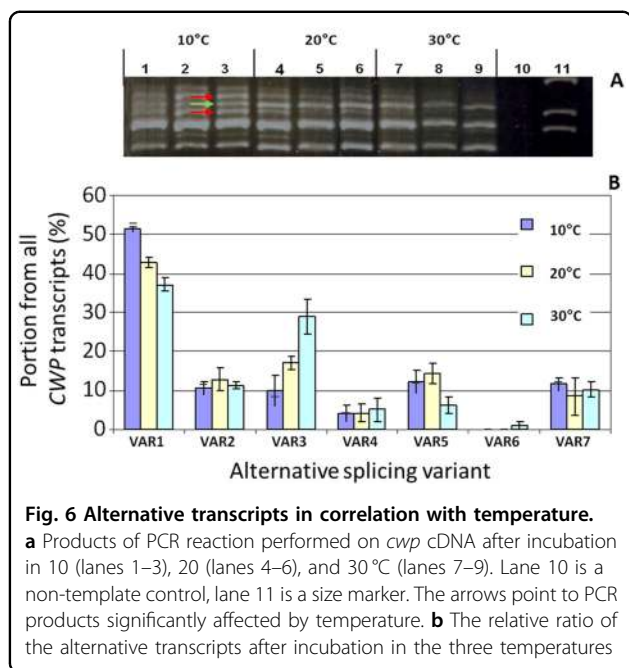 10°C 20°C 30°C
1 2 3 4 5 6 7 8 9 10 11
A
B
Portion from all
CWP transcripts (%)
60
50
40
30
20
10
0
10°C
20°C
30°C
VAR1 VAR2 VAR3 VAR4 VAR5 VAR6 VAR7
Alternative splicing variant
Fig. 6 Alternative transcripts in correlation with temperature.
a Products of PCR reaction performed on cwp cDNA after incubation
in 10 (lanes 1–3), 20 (lanes 4–6), and 30 °C (lanes 7–9). Lane 10 is a
non-template control, lane 11 is a size marker. The arrows point to PCR
products significantly affected by temperature. b The relative ratio of
the alternative transcripts after incubation in the three temperatures